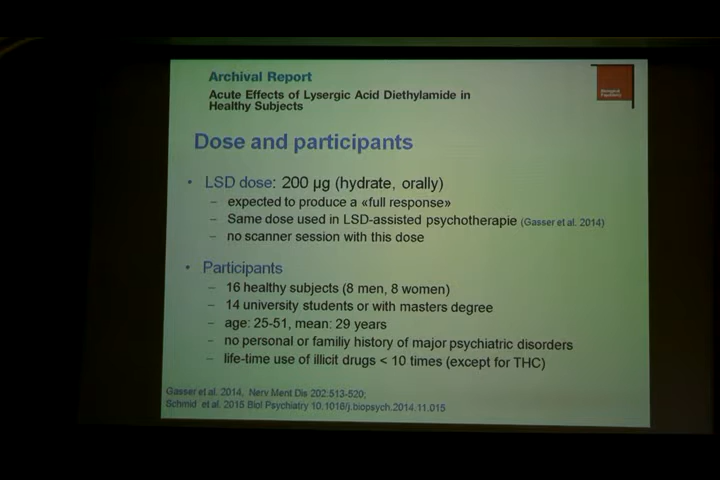 Archival Report
Acute Effects of Lysergic Acid Diethylamide in
Healthy Subjects
Dose and participants
• LSD dose: 200 µg (hydrate, orally)
– expected to produce a «full response»
– Same dose used in LSD-assisted psychotherapie (Gasser et al. 2014)
– no scanner session with this dose
• Participants
– 16 healthy subjects (8 men, 8 women)
– 14 university students or with masters degree
– age: 25-51, mean: 29 years
– no personal or familiy history of major psychiatric disorders
– life-time use of illicit drugs < 10 times (except for THC)
Gasser et al. 2014, Nerv Ment Dis 202:513-520;
Schmid et al. 2015 Biol Psychiatry 10.1016/j.biopsych.2014.11.015